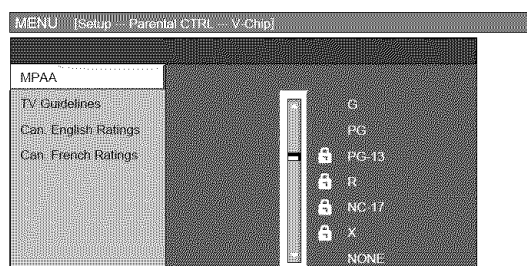 MENU [Setup --- Parental CTRL --- V-Chip]
MPAA
TV Guidelines
Can. English Ratings
Can. French Ratings
G
PG
PG-13
R
NC-17
X
NONE